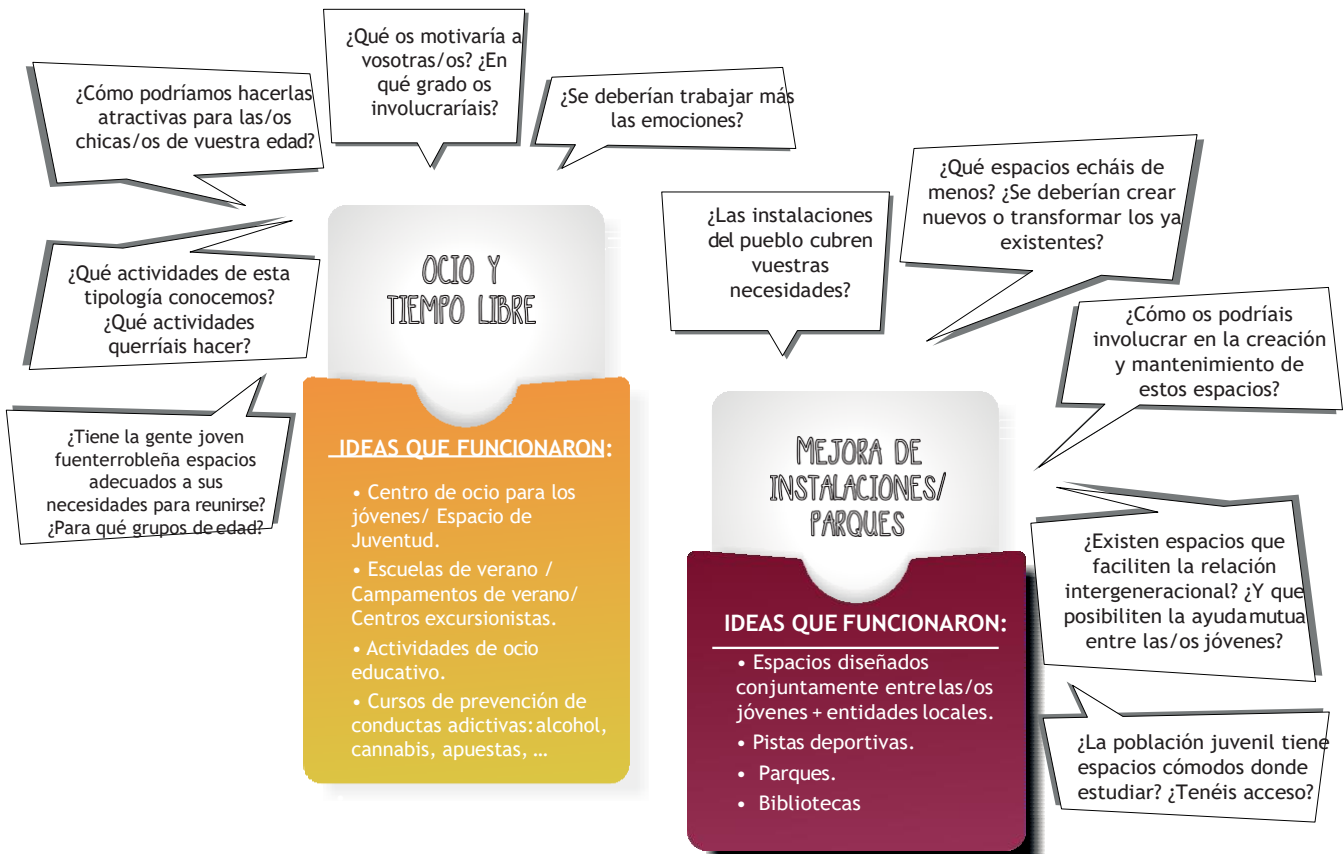 ¿Qué os motivaría a
vosotras/os? ¿En
qué grado os
involucraríais?
¿Cómo podríamos hacerlas
atractivas para las/os
chicas/os de vuestra edad?
¿Se deberían trabajar más
las emociones?
¿Qué actividades de esta
tipología conocemos?
¿Qué actividades
querríais hacer?
¿Tiene la gente joven
fuenterrobleña espacios
adecuados a sus
necesidades para reunirse?
¿Para qué grupos de edad?
OCIO Y
TIEMPO LIBRE
IDEAS QUE FUNCIONARON:
• Centro de ocio para los
jóvenes/ Espacio de
Juventud.
• Escuelas de verano /
Campamentos de verano/
Centros excursionistas.
• Actividades de ocio
educativo.
• Cursos de prevención de
conductas adictivas: alcohol,
cannabis, apuestas, …
¿Las instalaciones
del pueblo cubren
vuestras
necesidades?
¿Qué espacios echáis de
menos? ¿Se deberían crear
nuevos o transformar los ya
existentes?
¿Cómo os podríais
involucrar en la creación
y mantenimiento de
estos espacios?
¿Existen espacios que
faciliten la relación
intergeneracional? ¿Y que
posibiliten la ayuda mutua
entre las/os jóvenes?
¿La población juvenil tiene
espacios cómodos donde
estudiar? ¿Tenéis acceso?
MEJORA DE
INSTALACIONES/
PARQUES
IDEAS QUE FUNCIONARON:
• Espacios diseñados
conjuntamente entre las/os
jóvenes + entidades locales.
• Pistas deportivas.
• Parques.
• Bibliotecas